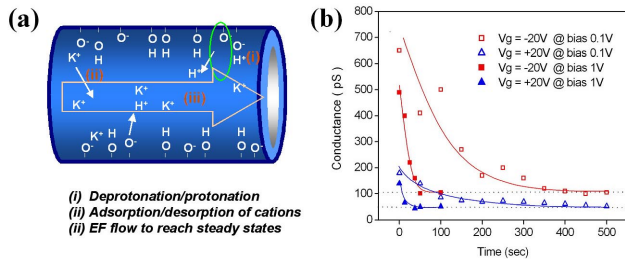 (a)
O⁻ O O⁻ O O⁻ O⁻
H H H⁺ (i)
K⁺ H⁺
(ii) K⁺ K⁺
H⁺ K⁺ (iii)
K⁺ H H H
O⁻ O O⁻ O O O⁻
(i) Deprotonation/protonation
(ii) Adsorption/desorption of cations
(ii) EF flow to reach steady states
(b)
Conductance ( pS )
700
600
500
400
300
200
100
0
0 100 200 300 400 500
Time (sec)
Vg = -20V @ bias 0.1V
Vg = +20V @ bias 0.1V
Vg = -20V @ bias 1V
Vg = +20V @ bias 1V